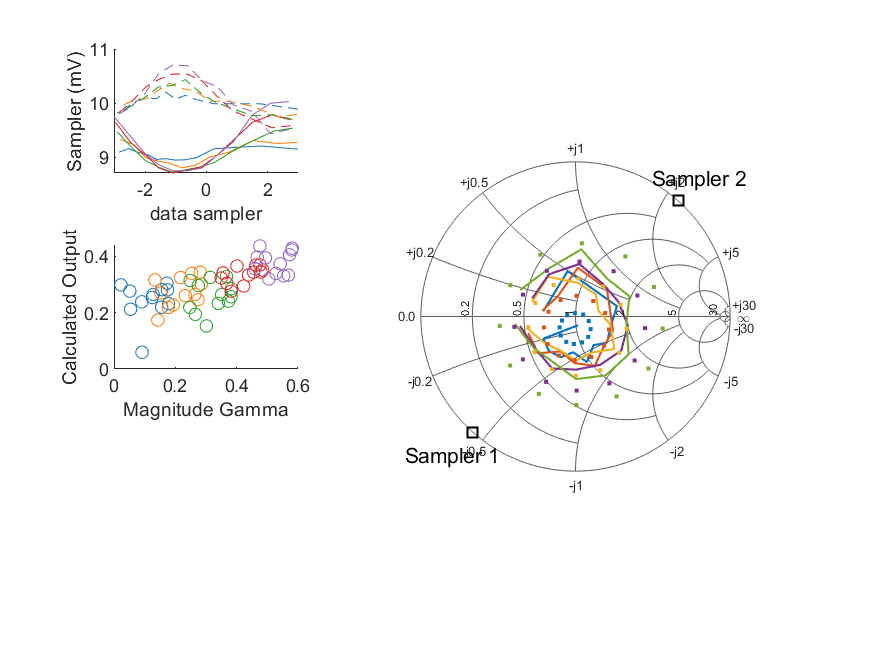 11
10
9
Sampler (mV)
-2
0
2
data sampler
0.4
0.2
0
Calculated Output
0
0.2
0.4
0.6
Magnitude Gamma
+j1
Sampler 2
+j2
+j0.5
+j0.2
+j5
0.0
0.2
0.5
1
2
5
30
+j30
∞
-j30
-j0.2
-j5
Sampler 1
-j0.5
-j2
-j1